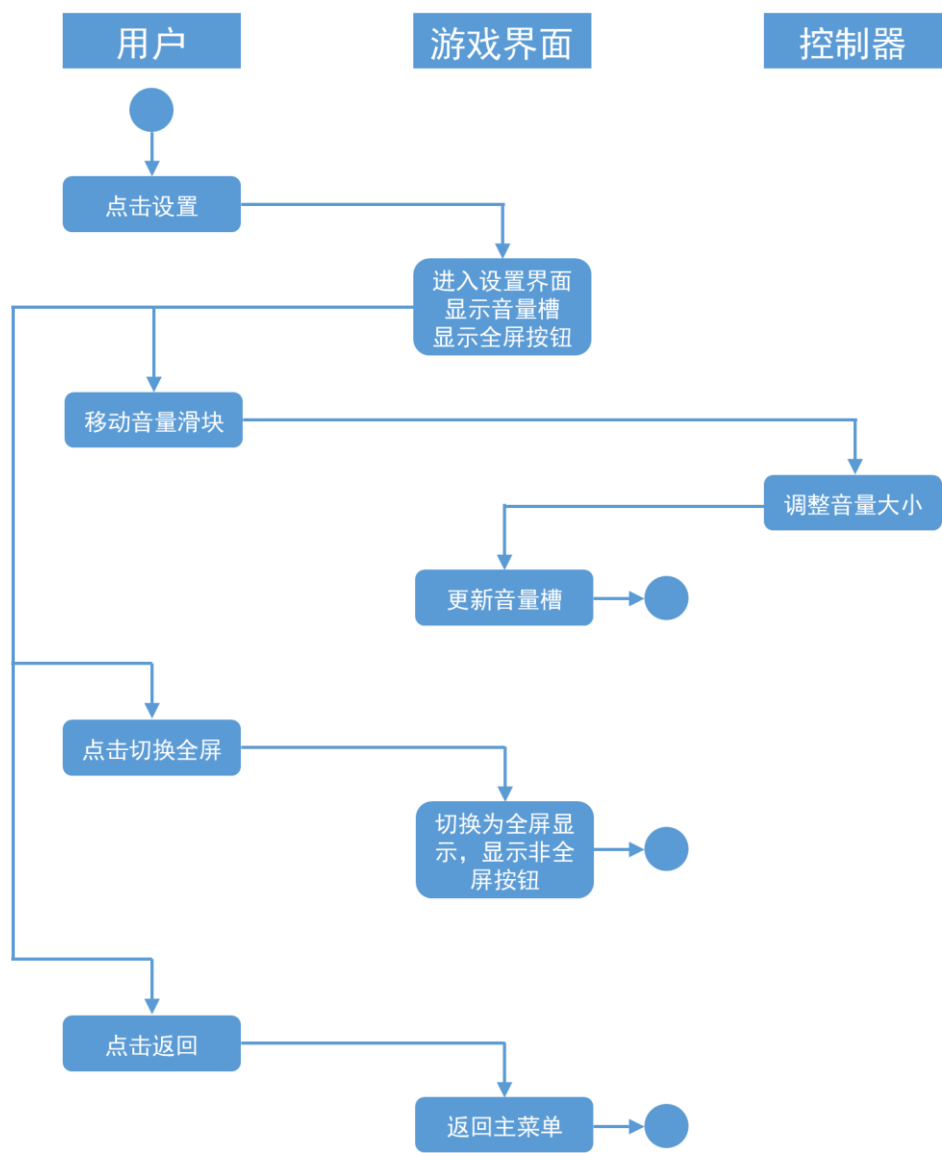 用户
游戏界面
控制器
点击设置
进入设置界面
显示音量槽
显示全屏按钮
移动音量滑块
调整音量大小
更新音量槽
点击切换全屏
切换为全屏显
示，显示非全
屏按钮
点击返回
返回主菜单